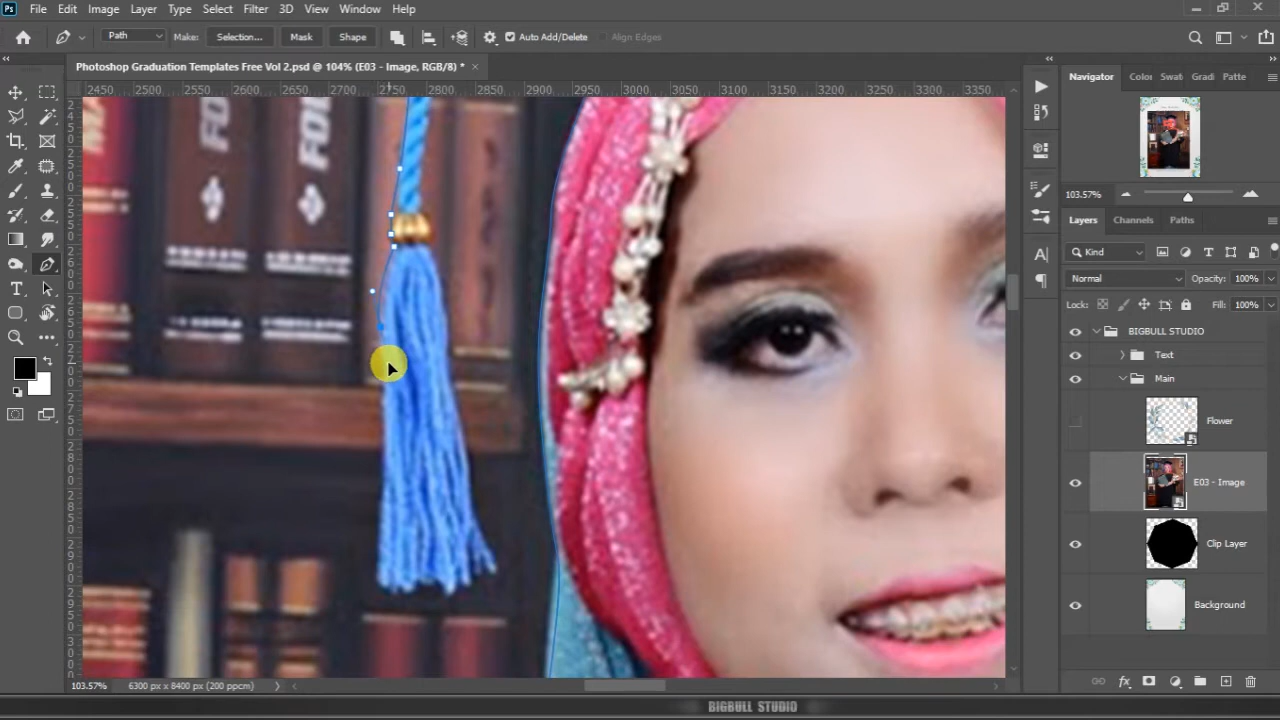 Ps File Edit Image Layer Type Select Filter 3D View Window Help
Path Make: Selection... Mask Shape Auto Add/Delete Align Edges
Photoshop Graduation Templates Free Vol 2.psd @ 104% (E03 - Image, RGB/8) * ×
2450 2500 2550 2600 2650 2700 2750 2800 2850 2900 2950 3000 3050 3100 3150 3200 3250 3300 3350
Navigator Color Swat Gradi Patte
103.57%
Layers Channels Paths
Kind
Normal Opacity: 100%
Lock: Fill: 100%
BIGBULL STUDIO
Text
Main
Flower
E03 - Image
Clip Layer
Background
fx
103.57% 6300 px x 8400 px (200 ppcm)
BIGBULL STUDIO